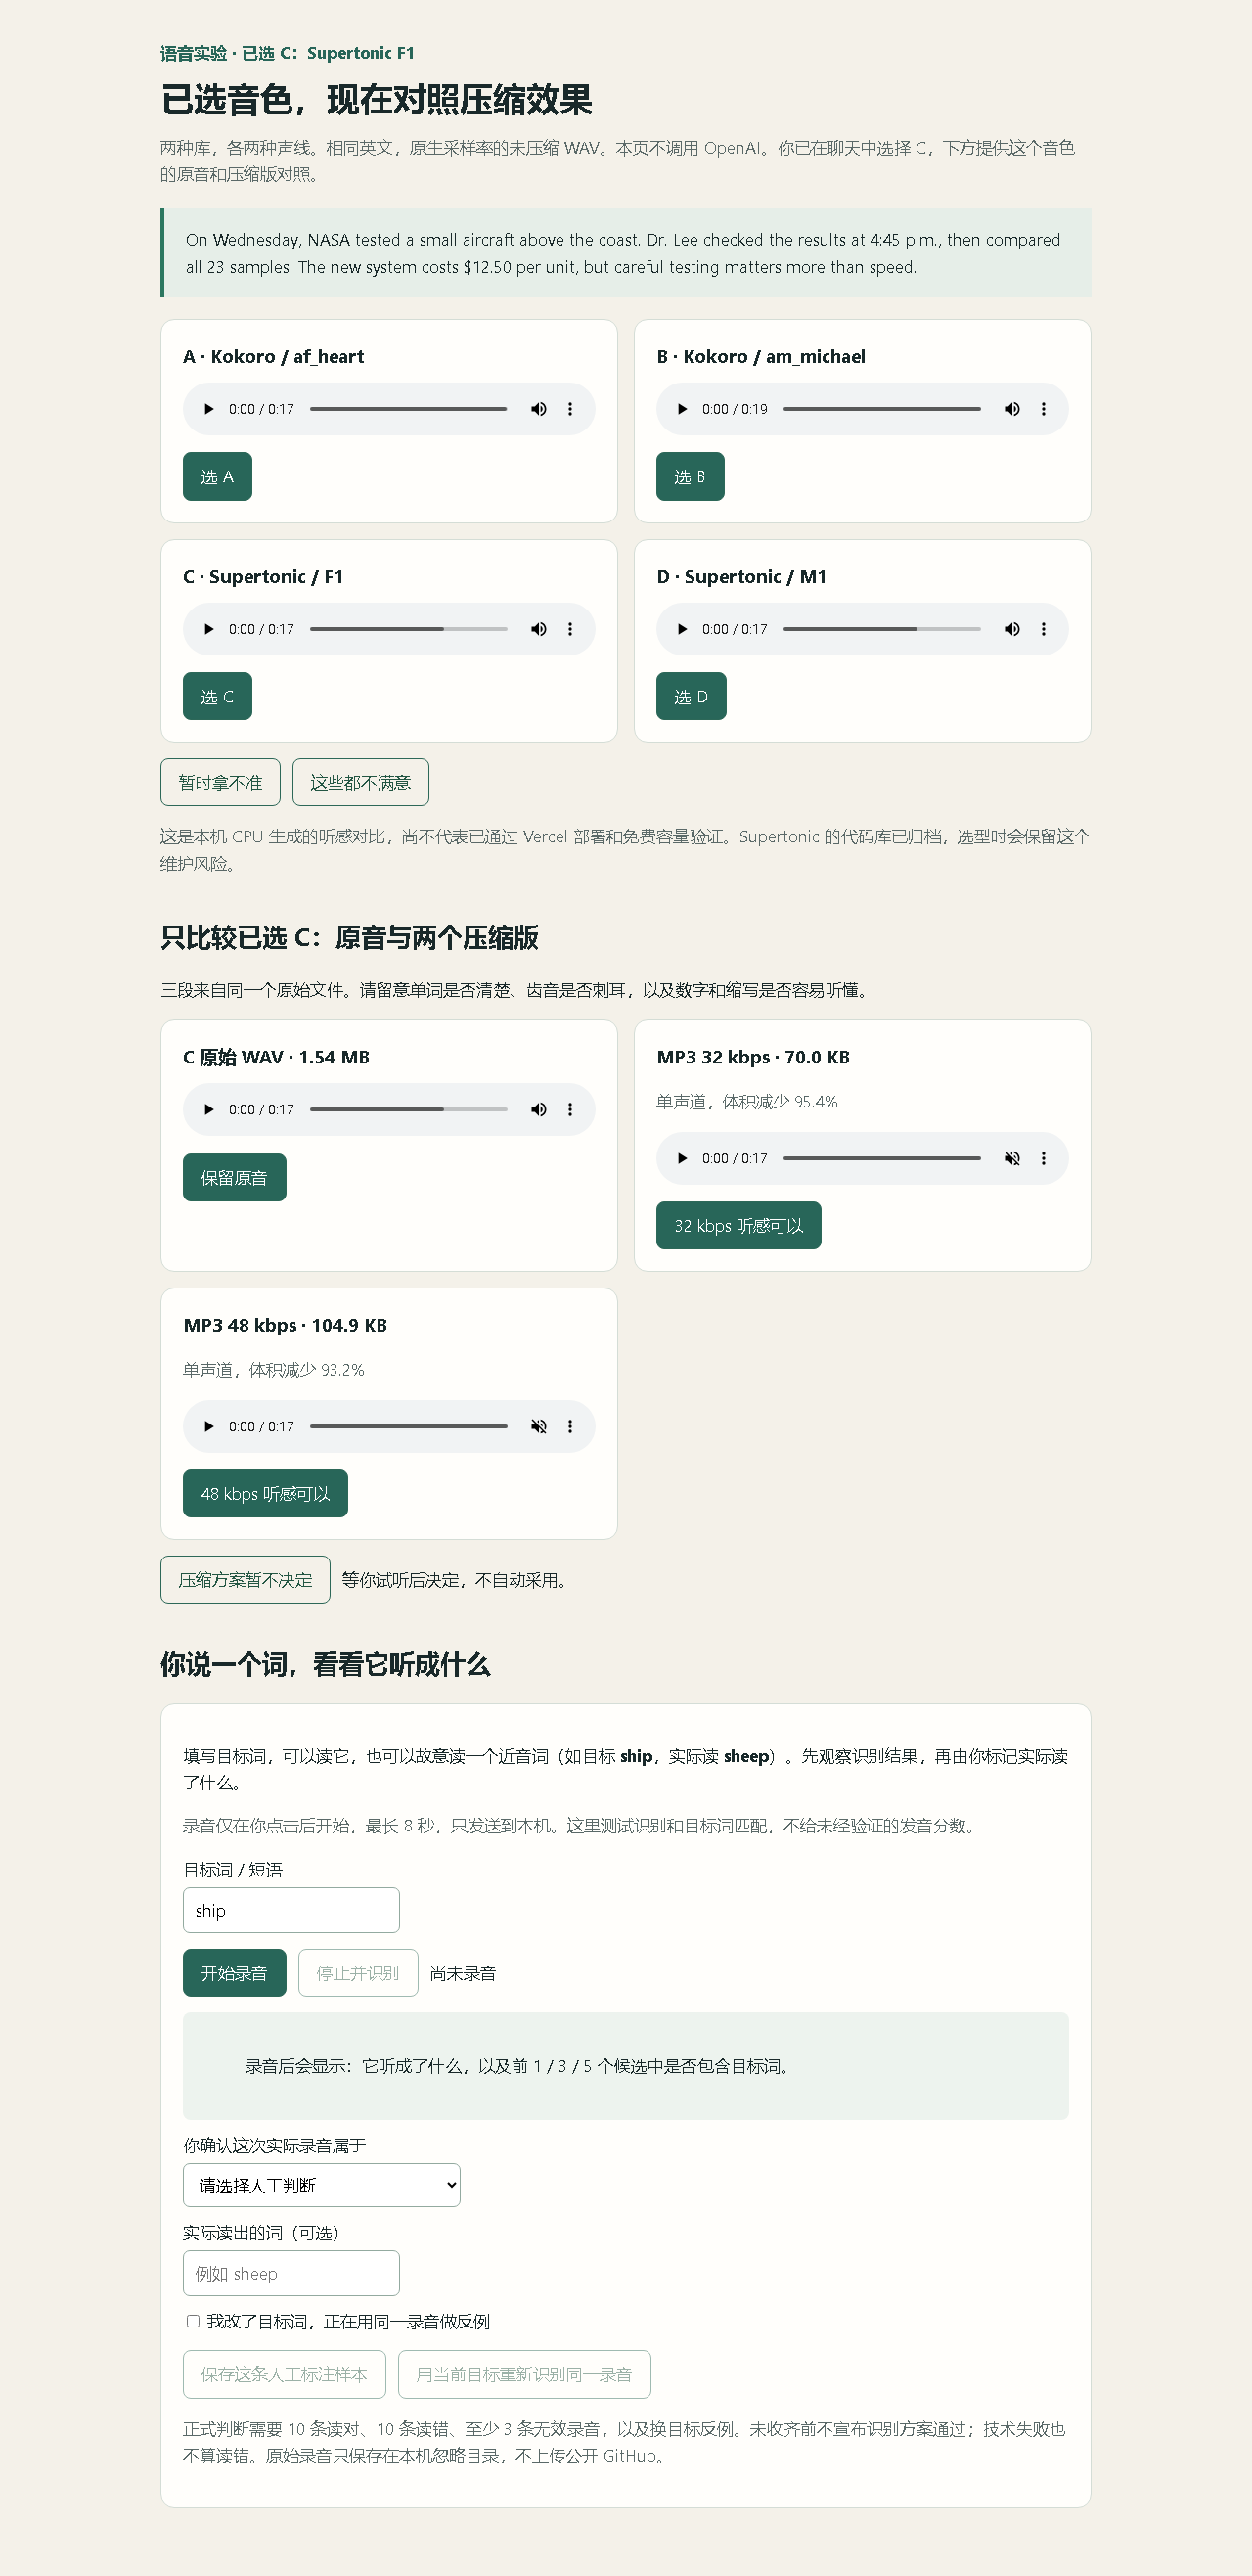 语音实验 · 已选 C：Supertonic F1
已选音色，现在对照压缩效果
两种库，各两种声线。相同英文，原生采样率的未压缩 WAV。本页不调用 OpenAI。你已在聊天中选择 C，下方提供这个音色
的原音和压缩版对照。
On Wednesday, NASA tested a small aircraft above the coast. Dr. Lee checked the results at 4:45 p.m., then compared
all 23 samples. The new system costs $12.50 per unit, but careful testing matters more than speed.
A · Kokoro / af_heart
0:00 / 0:17
选 A
B · Kokoro / am_michael
0:00 / 0:19
选 B
C · Supertonic / F1
0:00 / 0:17
选 C
D · Supertonic / M1
0:00 / 0:17
选 D
暂时拿不准
这些都不满意
这是本机 CPU 生成的听感对比，尚不代表已通过 Vercel 部署和免费容量验证。Supertonic 的代码库已归档，选型时会保留这个
维护风险。
只比较已选 C：原音与两个压缩版
三段来自同一个原始文件。请留意单词是否清楚、齿音是否刺耳，以及数字和缩写是否容易听懂。
C 原始 WAV · 1.54 MB
0:00 / 0:17
保留原音
MP3 32 kbps · 70.0 KB
单声道，体积减少 95.4%
0:00 / 0:17
32 kbps 听感可以
MP3 48 kbps · 104.9 KB
单声道，体积减少 93.2%
0:00 / 0:17
48 kbps 听感可以
压缩方案暂不决定
等你试听后决定，不自动采用。
你说一个词，看看它听成什么
填写目标词，可以读它，也可以故意读一个近音词（如目标 ship，实际读 sheep）。先观察识别结果，再由你标记实际读
了什么。
录音仅在你点击后开始，最长 8 秒，只发送到本机。这里测试识别和目标词匹配，不给未经验证的发音分数。
目标词 / 短语
ship
开始录音
停止并识别
尚未录音
录音后会显示：它听成了什么，以及前 1 / 3 / 5 个候选中是否包含目标词。
你确认这次实际录音属于
请选择人工判断
实际读出的词（可选）
例如 sheep
我改了目标词，正在用同一录音做反例
保存这条人工标注样本
用当前目标重新识别同一录音
正式判断需要 10 条读对、10 条读错、至少 3 条无效录音，以及换目标反例。未收齐前不宣布识别方案通过；技术失败也
不算读错。原始录音只保存在本机忽略目录，不上传公开 GitHub。